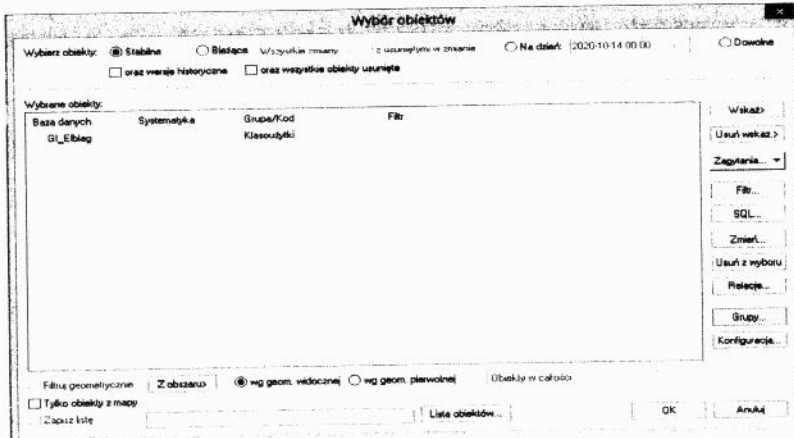 Wybór obiektów
Wybierz obiekty: Stabilne Bieżące Wszystkie zmiany z usuniętymi w zmianie Na dzień: 2020-10-14 00:00 Dowolne
oraz wersje historyczne oraz wszystkie obiekty usunięte
Wybrane obiekty:
Baza danych Systematyka Grupa/Kod Filtr
GI_Elbląg Klasoużytki
Wskaż>
Usuń wskaz.>
Zapytania...
Filtr...
SQL...
Zmień...
Usuń z wyboru
Relacje...
Grupy...
Konfiguracja...
Filtruj geometrycznie Z obszaru> wg geom. widocznej wg geom. pierwotnej Obiekty w całości
Tylko obiekty z mapy
Zapisz listę Lista obiektów... OK Anuluj